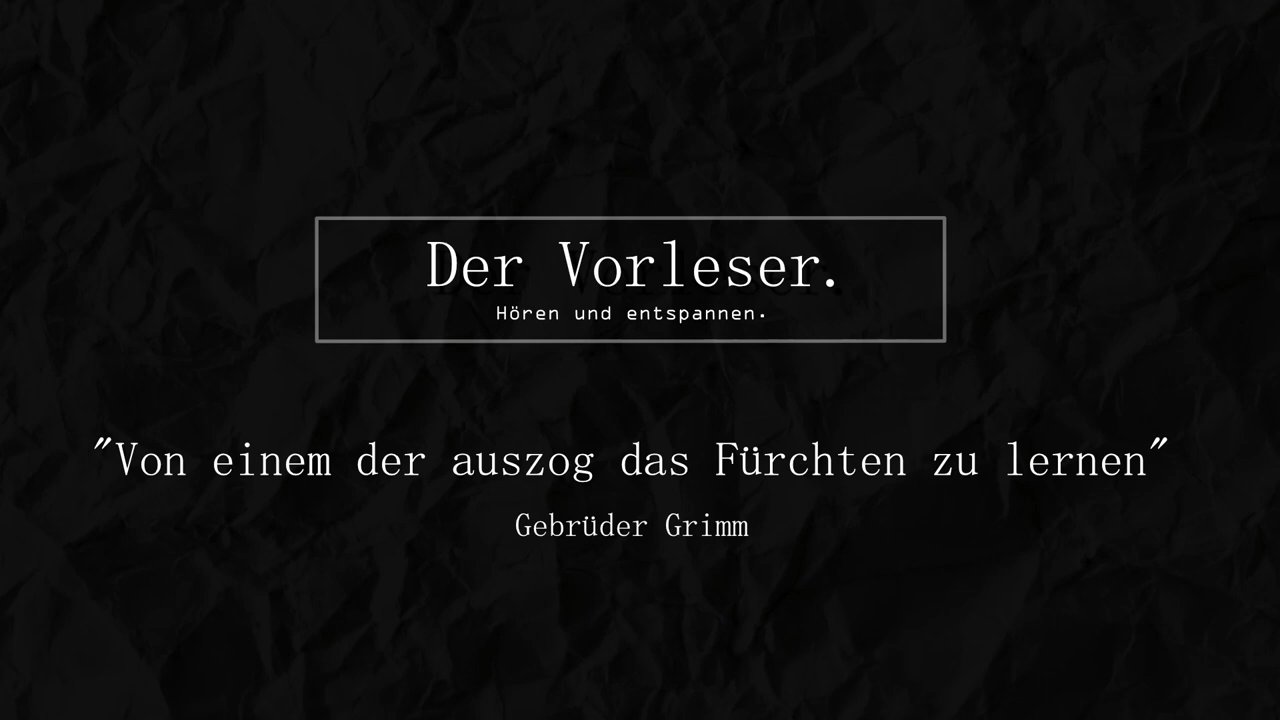 Der Vorleser.
Hören und entspannen.
"Von einem der auszog das Fürchten zu lernen"
Gebrüder Grimm